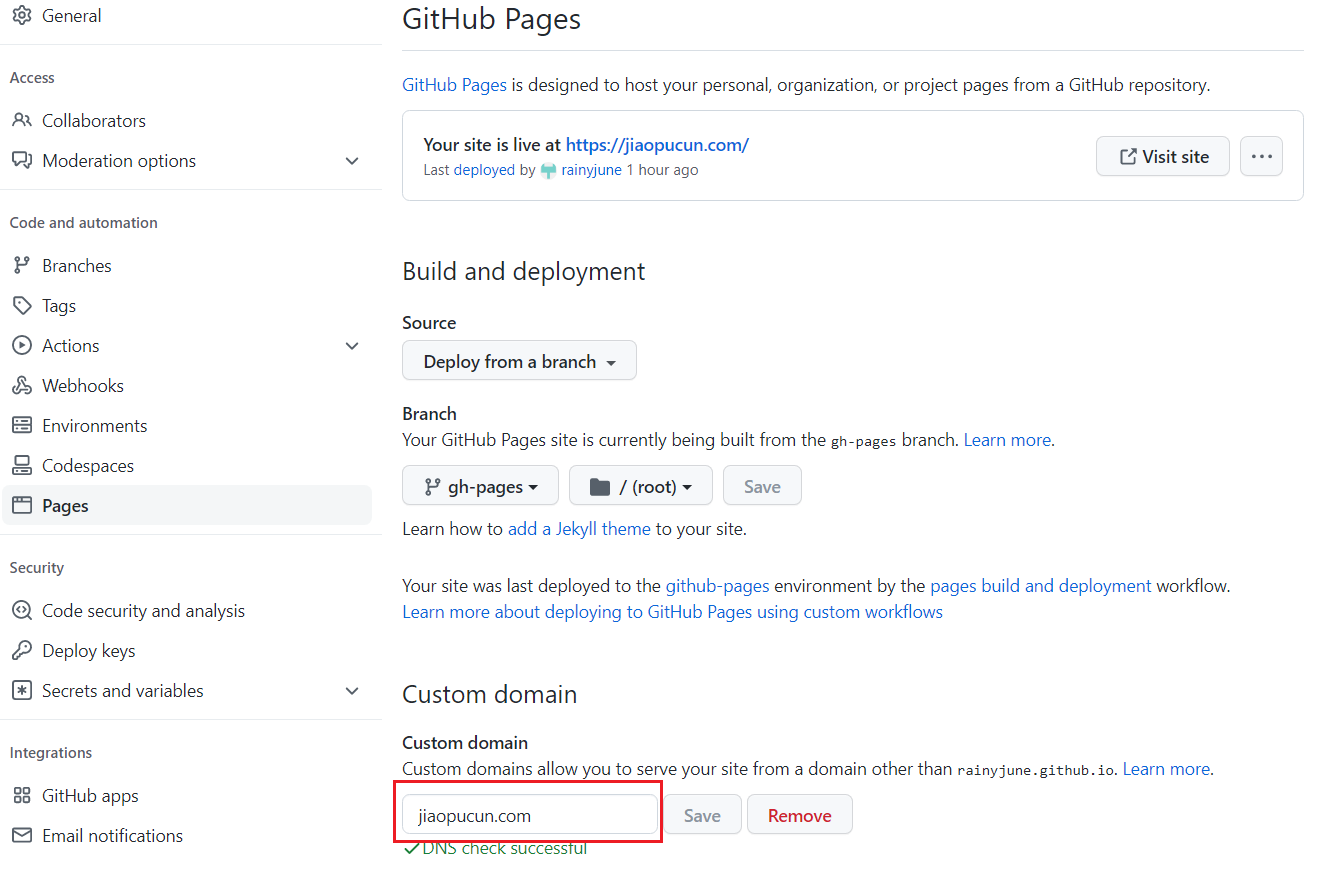 General
Access
Collaborators
Moderation options
Code and automation
Branches
Tags
Actions
Webhooks
Environments
Codespaces
Pages
Security
Code security and analysis
Deploy keys
Secrets and variables
Integrations
GitHub apps
Email notifications
GitHub Pages
GitHub Pages is designed to host your personal, organization, or project pages from a GitHub repository.
Your site is live at https://jiaopucun.com/
Last deployed by rainyjune 1 hour ago
Visit site
Build and deployment
Source
Deploy from a branch
Branch
Your GitHub Pages site is currently being built from the gh-pages branch. Learn more.
gh-pages / (root) Save
Learn how to add a Jekyll theme to your site.
Your site was last deployed to the github-pages environment by the pages build and deployment workflow.
Learn more about deploying to GitHub Pages using custom workflows
Custom domain
Custom domain
Custom domains allow you to serve your site from a domain other than rainyjune.github.io. Learn more.
jiaopucun.com Save Remove
DNS check successful